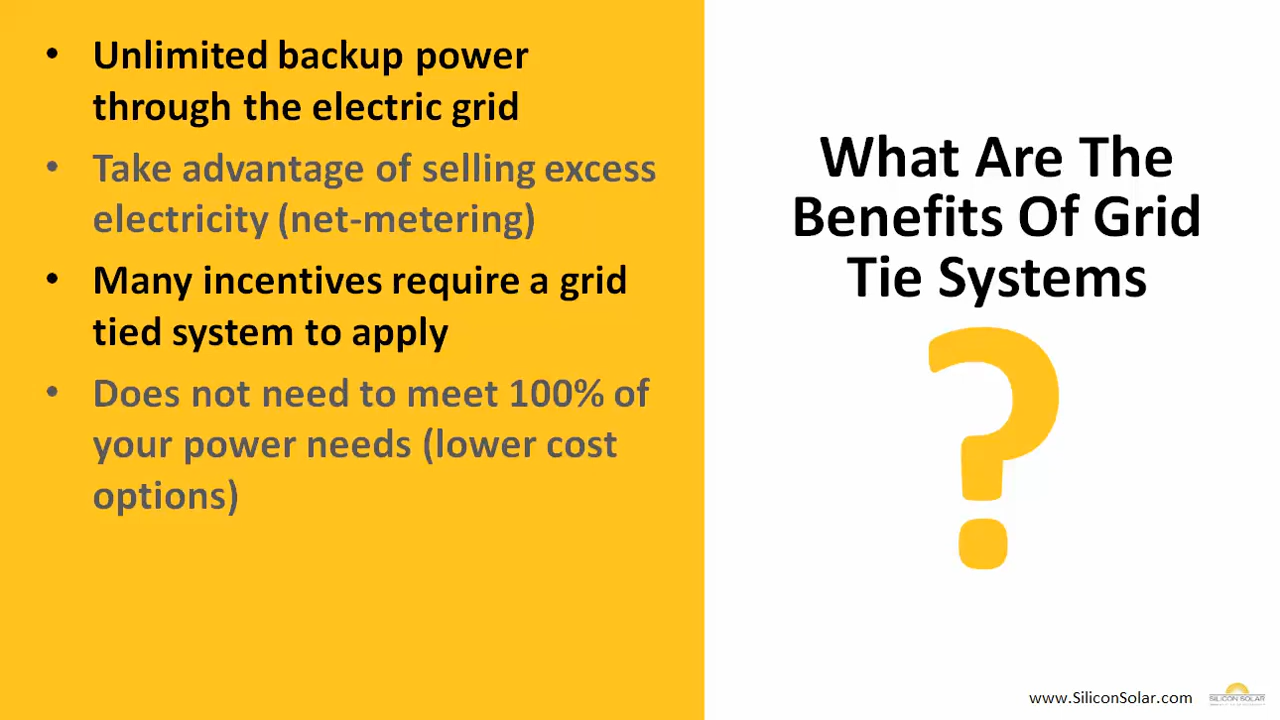 • Unlimited backup power
through the electric grid
• Take advantage of selling excess
electricity (net-metering)
• Many incentives require a grid
tied system to apply
• Does not need to meet 100% of
your power needs (lower cost
options)
What Are The
Benefits Of Grid
Tie Systems
?
www.SiliconSolar.com
SILICON SOLAR